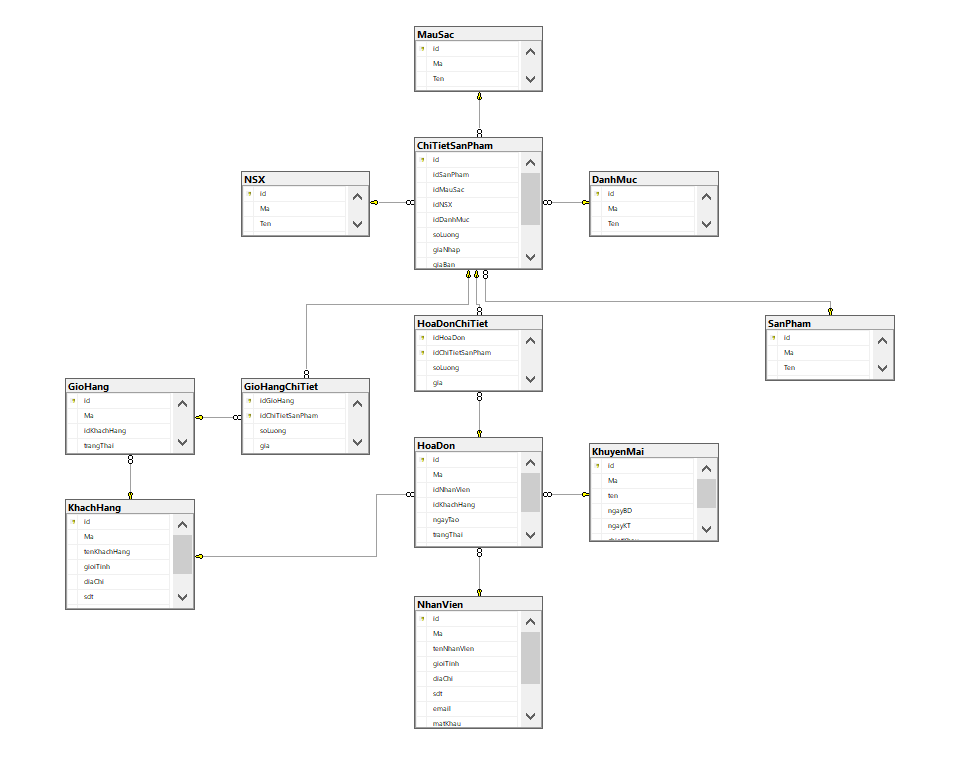 MauSac
id
Ma
Ten
ChiTietSanPham
id
idSanPham
idMauSac
idNSX
idDanhMuc
soLuong
giaNhap
giaBan
NSX
id
Ma
Ten
DanhMuc
id
Ma
Ten
HoaDonChiTiet
idHoaDon
idChiTietSanPham
soLuong
gia
SanPham
id
Ma
Ten
GioHang
id
Ma
idKhachHang
trangThai
GioHangChiTiet
idGioHang
idChiTietSanPham
soLuong
gia
HoaDon
id
Ma
idNhanVien
idKhachHang
ngayTao
trangThai
KhuyenMai
id
Ma
ten
ngayBD
ngayKT
KhachHang
id
Ma
tenKhachHang
gioiTinh
diaChi
sdt
NhanVien
id
Ma
tenNhanVien
gioiTinh
diaChi
sdt
email
matKhau